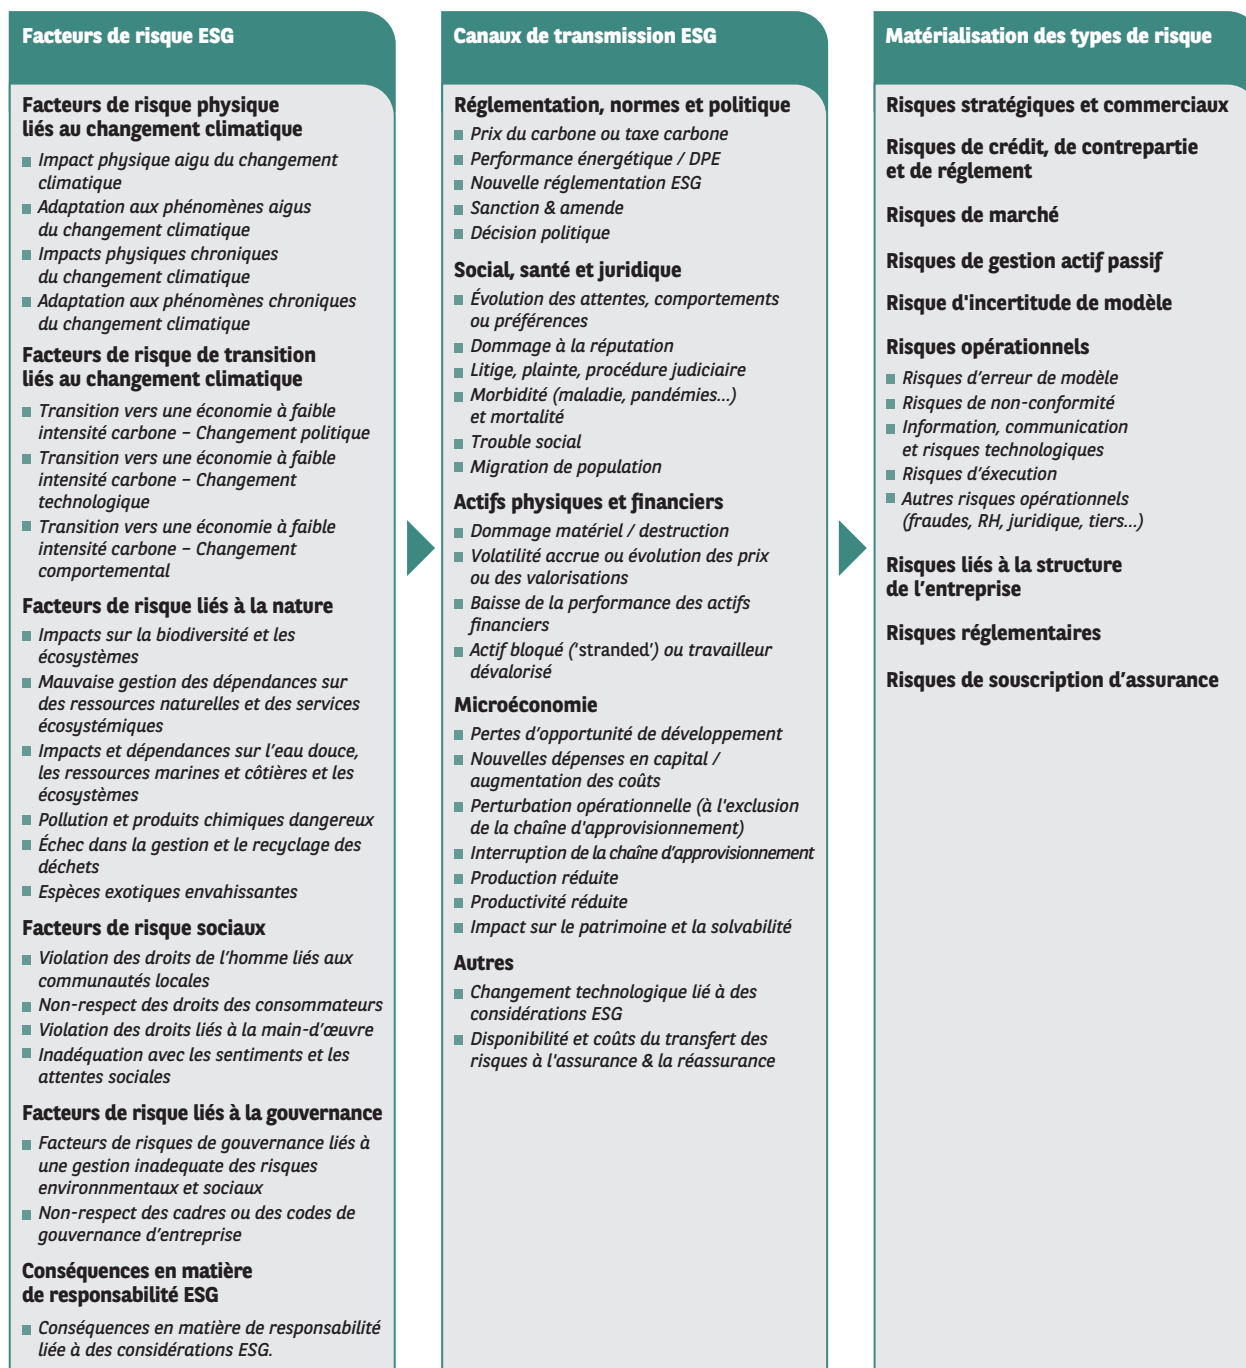 Facteurs de risque ESG
Facteurs de risque physique
liés au changement climatique
Impact physique aigu du changement
climatique
Adaptation aux phénomènes aigus
du changement climatique
Impacts physiques chroniques
du changement climatique
Adaptation aux phénomènes chroniques
du changement climatique
Facteurs de risque de transition
liés au changement climatique
Transition vers une économie à faible
intensité carbone – Changement politique
Transition vers une économie à faible
intensité carbone – Changement
technologique
Transition vers une économie à faible
intensité carbone – Changement
comportemental
Facteurs de risque liés à la nature
Impacts sur la biodiversité et les
écosystèmes
Mauvaise gestion des dépendances sur
des ressources naturelles et des services
écosystémiques
Impacts et dépendances sur l'eau douce,
les ressources marines et côtières et les
écosystèmes
Pollution et produits chimiques dangereux
Échec dans la gestion et le recyclage des
déchets
Espèces exotiques envahissantes
Facteurs de risque sociaux
Violation des droits de l'homme liés aux
communautés locales
Non-respect des droits des consommateurs
Violation des droits liés à la main-d'œuvre
Inadéquation avec les sentiments et les
attentes sociales
Facteurs de risque liés à la gouvernance
Facteurs de risques de gouvernance liés à
une gestion inadequate des risques
environnmentaux et sociaux
Non-respect des cadres ou des codes de
gouvernance d'entreprise
Conséquences en matière
de responsabilité ESG
Conséquences en matière de responsabilité
liée à des considérations ESG.
Canaux de transmission ESG
Réglementation, normes et politique
Prix du carbone ou taxe carbone
Performance énergétique / DPE
Nouvelle réglementation ESG
Sanction & amende
Décision politique
Social, santé et juridique
Évolution des attentes, comportements
ou préférences
Dommage à la réputation
Litige, plainte, procédure judiciaire
Morbidité (maladie, pandémies...)
et mortalité
Trouble social
Migration de population
Actifs physiques et financiers
Dommage matériel / destruction
Volatilité accrue ou évolution des prix
ou des valorisations
Baisse de la performance des actifs
financiers
Actif bloqué ('stranded') ou travailleur
dévalorisé
Microéconomie
Pertes d'opportunité de développement
Nouvelles dépenses en capital /
augmentation des coûts
Perturbation opérationnelle (à l'exclusion
de la chaîne d'approvisionnement)
Interruption de la chaîne d'approvisionnement
Production réduite
Productivité réduite
Impact sur le patrimoine et la solvabilité
Autres
Changement technologique lié à des
considérations ESG
Disponibilité et coûts du transfert des
risques à l'assurance & la réassurance
Matérialisation des types de risque
Risques stratégiques et commerciaux
Risques de crédit, de contrepartie
et de réglement
Risques de marché
Risques de gestion actif passif
Risque d'incertitude de modèle
Risques opérationnels
Risques d'erreur de modèle
Risques de non-conformité
Information, communication
et risques technologiques
Risques d'éxecution
Autres risques opérationnels
(fraudes, RH, juridique, tiers...)
Risques liés à la structure
de l'entreprise
Risques réglementaires
Risques de souscription d'assurance